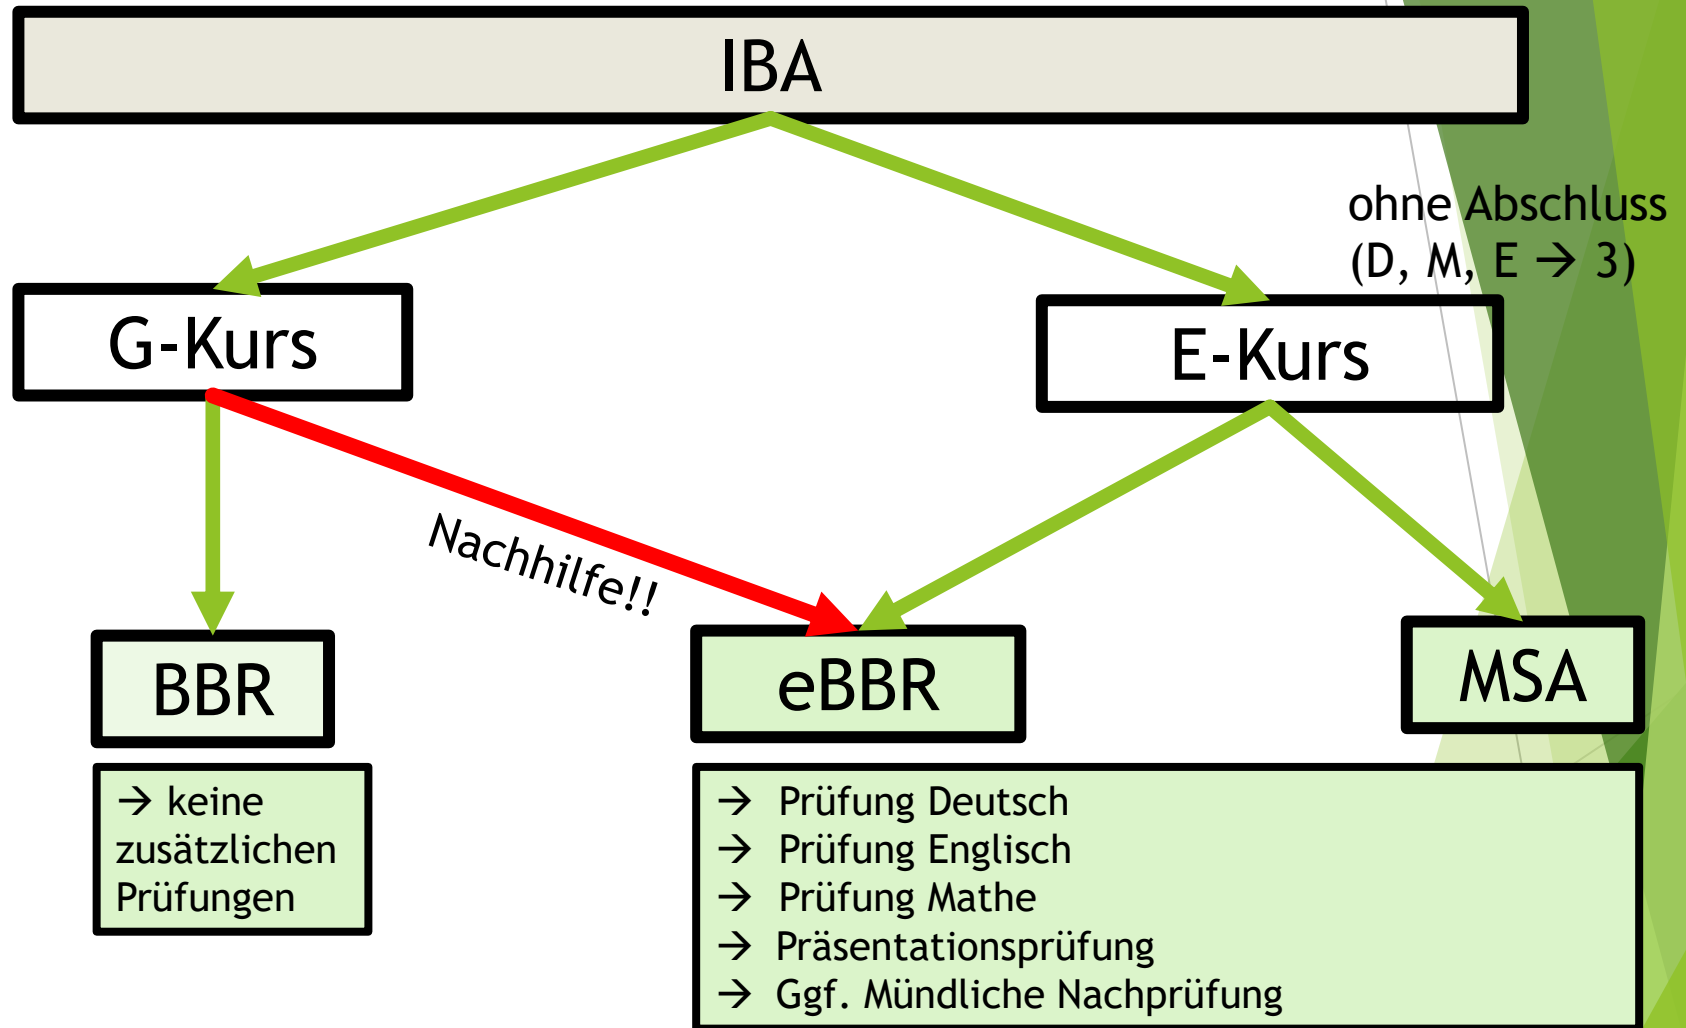 IBA
ohne Abschluss
(D, M, E → 3)
G-Kurs
E-Kurs
Nachhilfe!!
BBR
eBBR
MSA
→ keine
zusätzlichen
Prüfungen
→ Prüfung Deutsch
→ Prüfung Englisch
→ Prüfung Mathe
→ Präsentationsprüfung
→ Ggf. Mündliche Nachprüfung